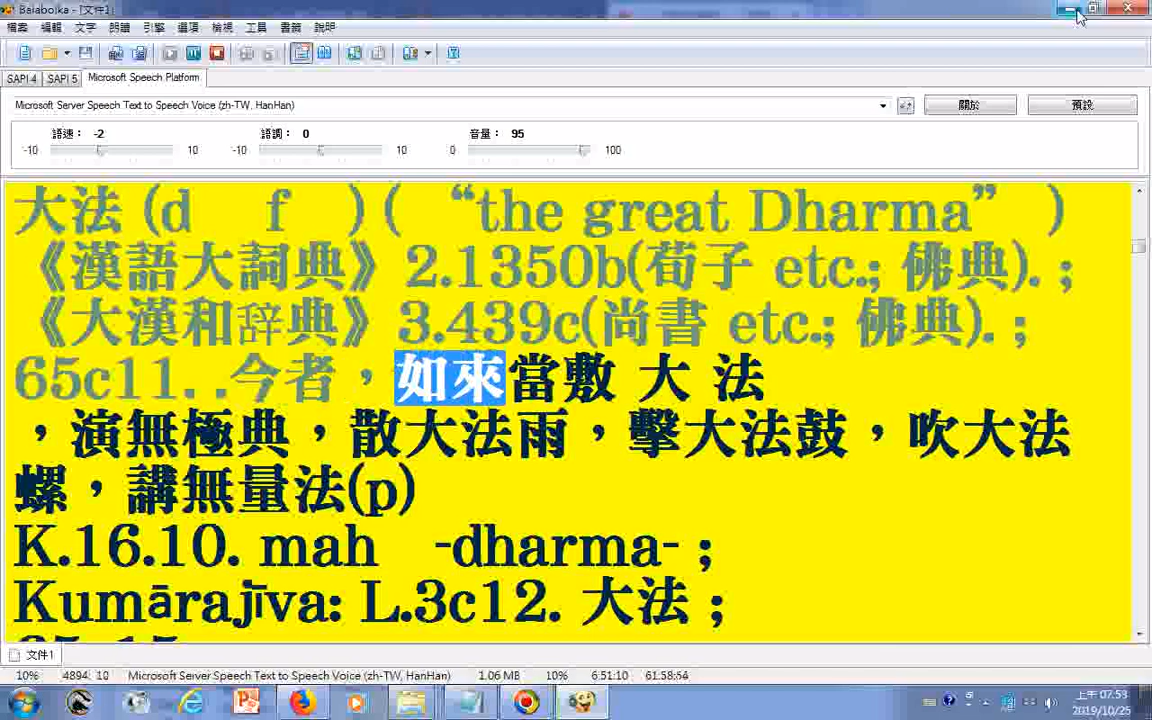 Balabolka - [文件1]
檔案 編輯 文字 朗讀 引擎 選項 檢視 工具 書籤 說明
SAPI 4 SAPI 5 Microsoft Speech Platform
Microsoft Server Speech Text to Speech Voice (zh-TW, HanHan) 關於 預設
語速： -2 語調： 0 音量： 95
-10 10 -10 10 0 100
大法 (d f )( “the great Dharma” )
《漢語大詞典》2.1350b(荀子 etc.; 佛典). ;
《大漢和辞典》3.439c(尚書 etc.; 佛典). ;
65c11. . 今者，如來當敷 大 法
，演無極典，散大法雨，擊大法鼓，吹大法
螺，講無量法(p)
K.16.10. mah -dharma- ;
Kumārajīva: L.3c12. 大法 ;
文件1
10% 4894 : 10 Microsoft Server Speech Text to Speech Voice (zh-TW, HanHan) 1.06 MB 10% 6:51:10 61:58:54
上午 07:53
2019/10/25